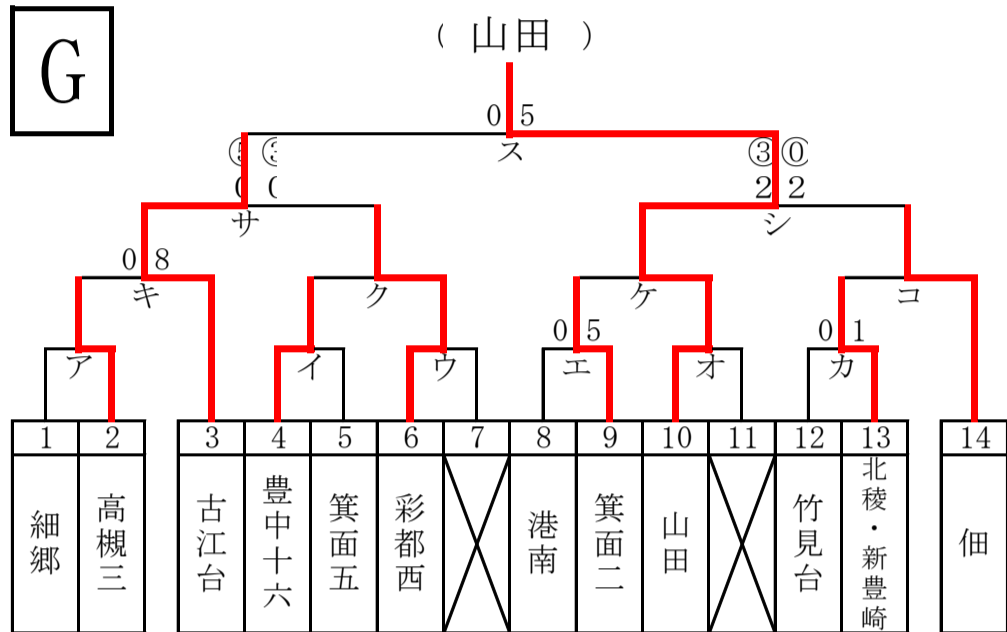 G
( 山田 )
0 5
ス
⑤ ③
③ ⓪
0 0
2 2
サ
シ
0 8
キ
ク
ケ
コ
0 5
0 1
ア
イ
ウ
エ
オ
カ
1 2 3 4 5 6 7 8 9 10 11 12 13 14
細郷
高槻三
古江台
豊中十六
箕面五
彩都西
港南
箕面二
山田
竹見台
北稜・新豊崎
佃